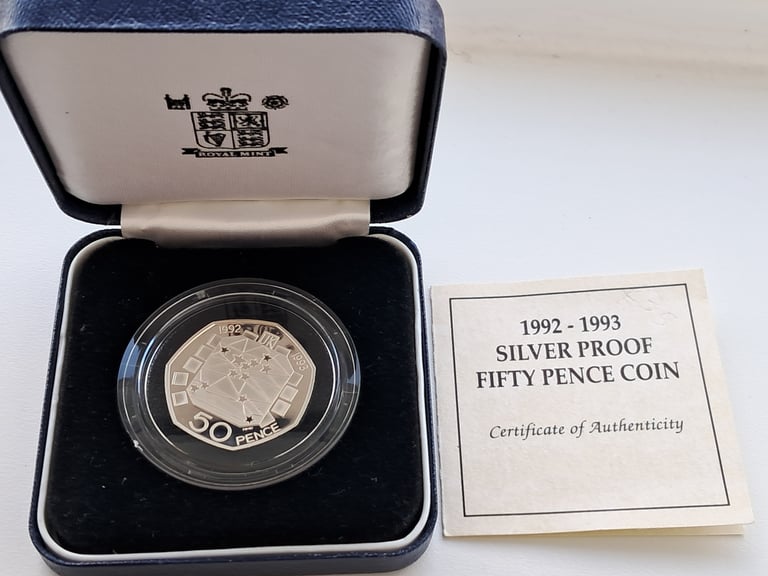 ROYAL MINT
1992
UK
1993
50
PENCE
1992 - 1993
SILVER PROOF
FIFTY PENCE COIN
Certificate of Authenticity